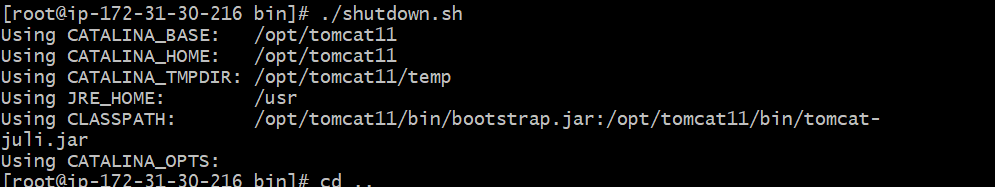 [root@ip-172-31-30-216 bin]# ./shutdown.sh
Using CATALINA_BASE:   /opt/tomcat11
Using CATALINA_HOME:   /opt/tomcat11
Using CATALINA_TMPDIR: /opt/tomcat11/temp
Using JRE_HOME:        /usr
Using CLASSPATH:       /opt/tomcat11/bin/bootstrap.jar:/opt/tomcat11/bin/tomcat-
juli.jar
Using CATALINA_OPTS:
[root@ip-172-31-30-216 bin]# cd ..